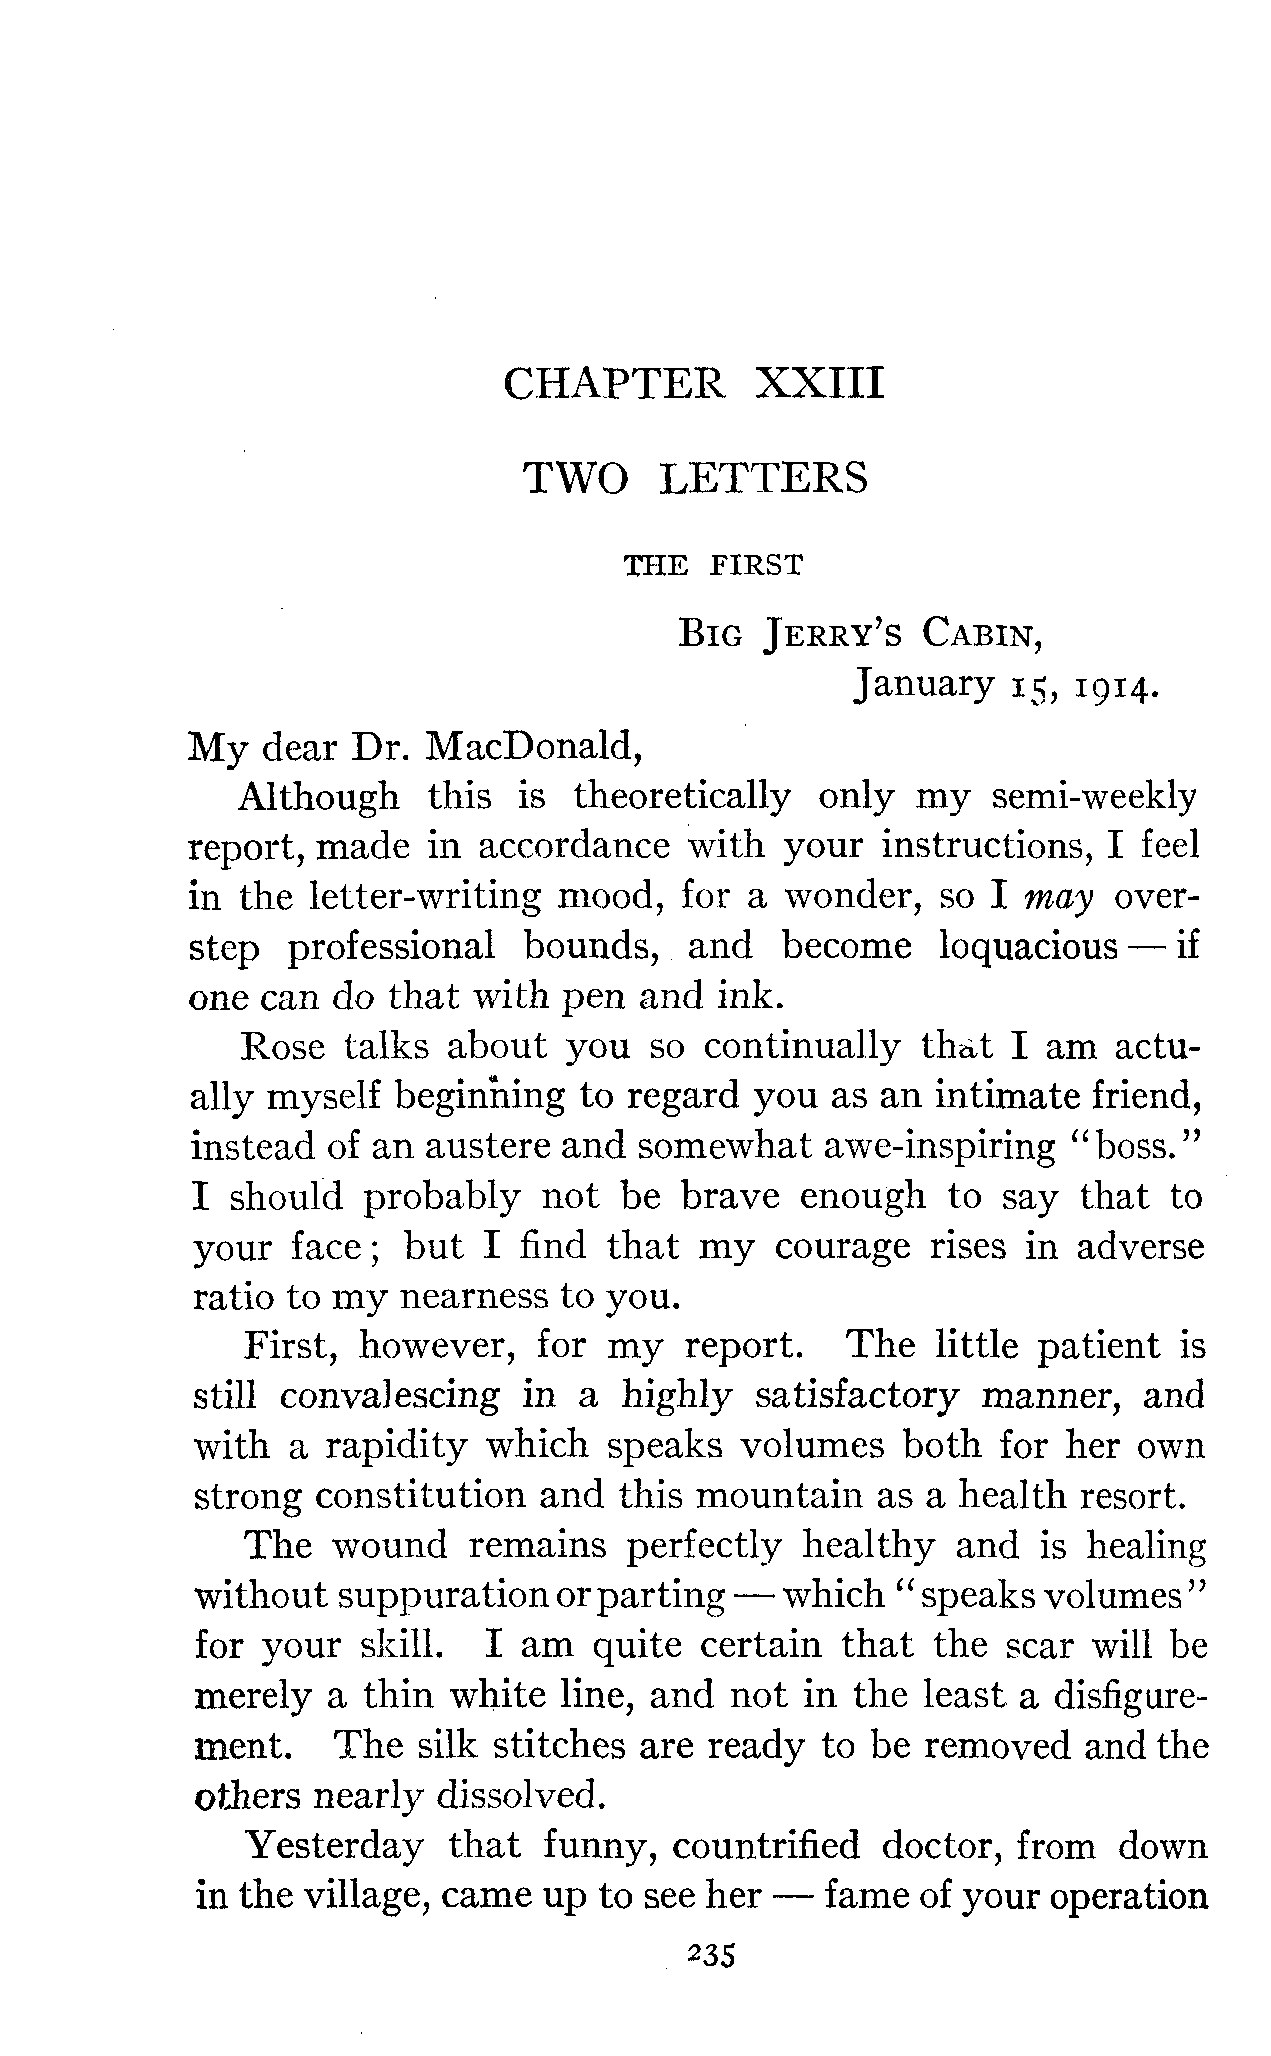 CHAPTER XXIII
TWO LETTERS
THE FIRST
BIG JERRY'S CABIN,
January 15, 1914.
My dear Dr. MacDonald,
Although this is theoretically only my semi-weekly
report, made in accordance with your instructions, I feel
in the letter-writing mood, for a wonder, so I may over-
step professional bounds, and become loquacious — if
one can do that with pen and ink.
Rose talks about you so continually that I am actu-
ally myself beginning to regard you as an intimate friend,
instead of an austere and somewhat awe-inspiring "boss."
I should probably not be brave enough to say that to
your face; but I find that my courage rises in adverse
ratio to my nearness to you.
First, however, for my report. The little patient is
still convalescing in a highly satisfactory manner, and
with a rapidity which speaks volumes both for her own
strong constitution and this mountain as a health resort.
The wound remains perfectly healthy and is healing
without suppuration or parting — which "speaks volumes"
for your skill. I am quite certain that the scar will be
merely a thin white line, and not in the least a disfigure-
ment. The silk stitches are ready to be removed and the
others nearly dissolved.
Yesterday that funny, countrified doctor, from down
in the village, came up to see her — fame of your operation
235